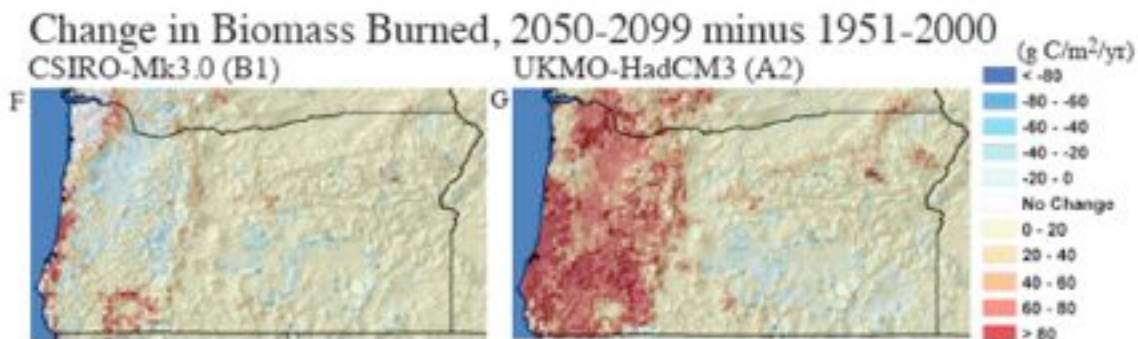 Change in Biomass Burned, 2050-2099 minus 1951-2000
(g C/m²/yr)
CSIRO-Mk3.0 (B1)
UKMO-HadCM3 (A2)
F
G
< -80
-80 - -60
-60 - -40
-40 - -20
-20 - 0
No Change
0 - 20
20 - 40
40 - 60
60 - 80
> 80